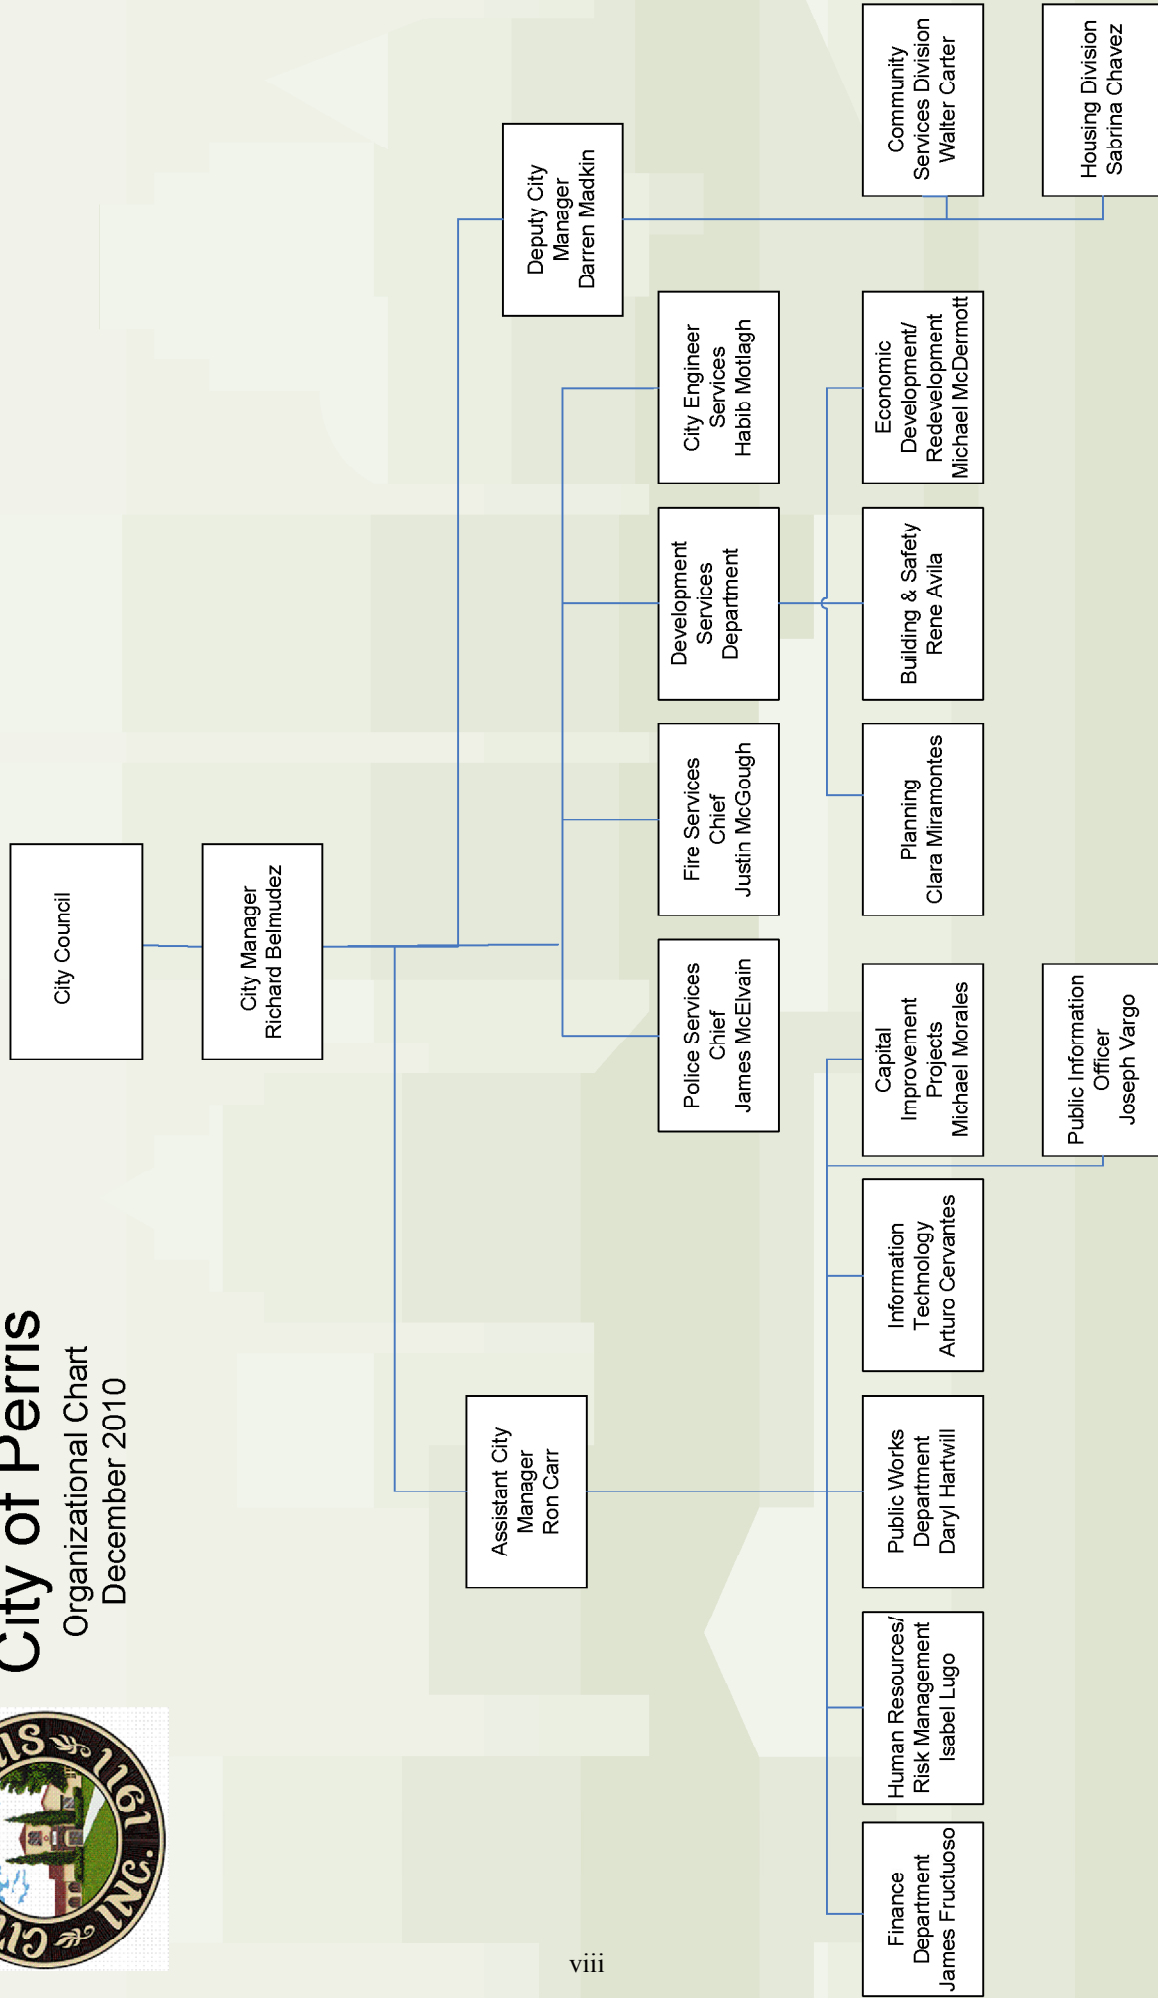 City of Perris
Organizational Chart
December 2010
INC. 1911
City Council
City Manager
Richard Belmudez
Assistant City
Manager
Ron Carr
Deputy City
Manager
Darren Madkin
Police Services
Chief
James McElvain
Fire Services
Chief
Justin McGough
Development
Services
Department
City Engineer
Services
Habib Motlagh
Finance
Department
James Fructuoso
Human Resources/
Risk Management
Isabel Lugo
Public Works
Department
Daryl Hartwill
Information
Technology
Arturo Cervantes
Capital
Improvement
Projects
Michael Morales
Planning
Clara Miramontes
Building & Safety
Rene Avila
Economic
Development/
Redevelopment
Michael McDermott
Community
Services Division
Walter Carter
Public Information
Officer
Joseph Vargo
Housing Division
Sabrina Chavez
viii